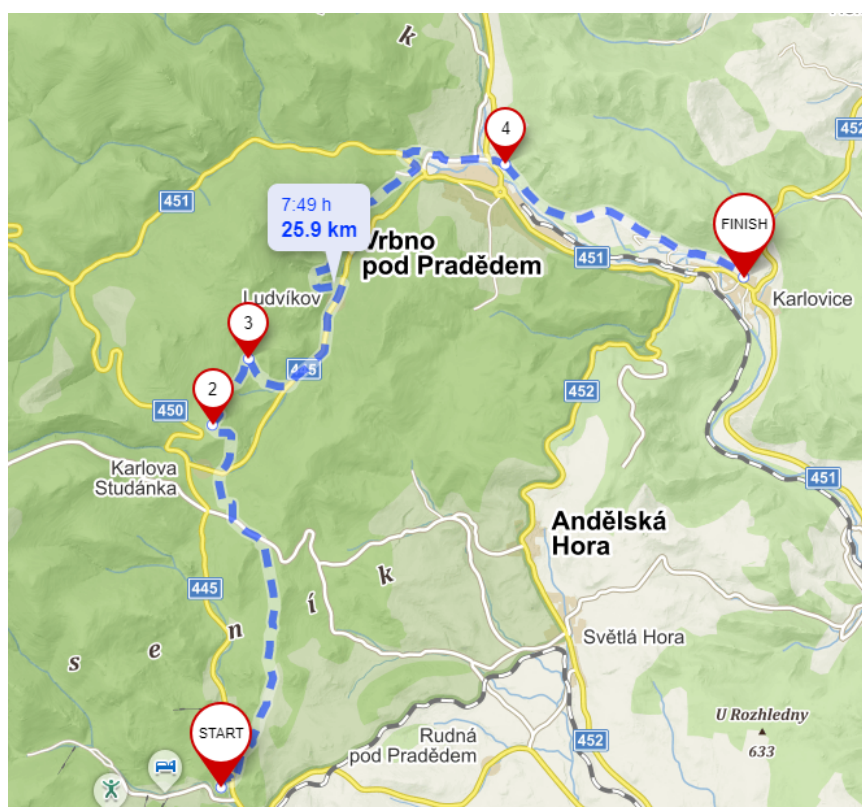 k
452
4
451
7:49 h
25.9 km
FINISH
Vrbno
pod Pradědem
451
Ludvíkov
Karlovice
3
445
452
2
450
Karlova
Studánka
451
Andělská
Hora
445
k
í
n
e
s
Světlá Hora
U Rozhledny
633
START
Rudná
pod Pradědem
452